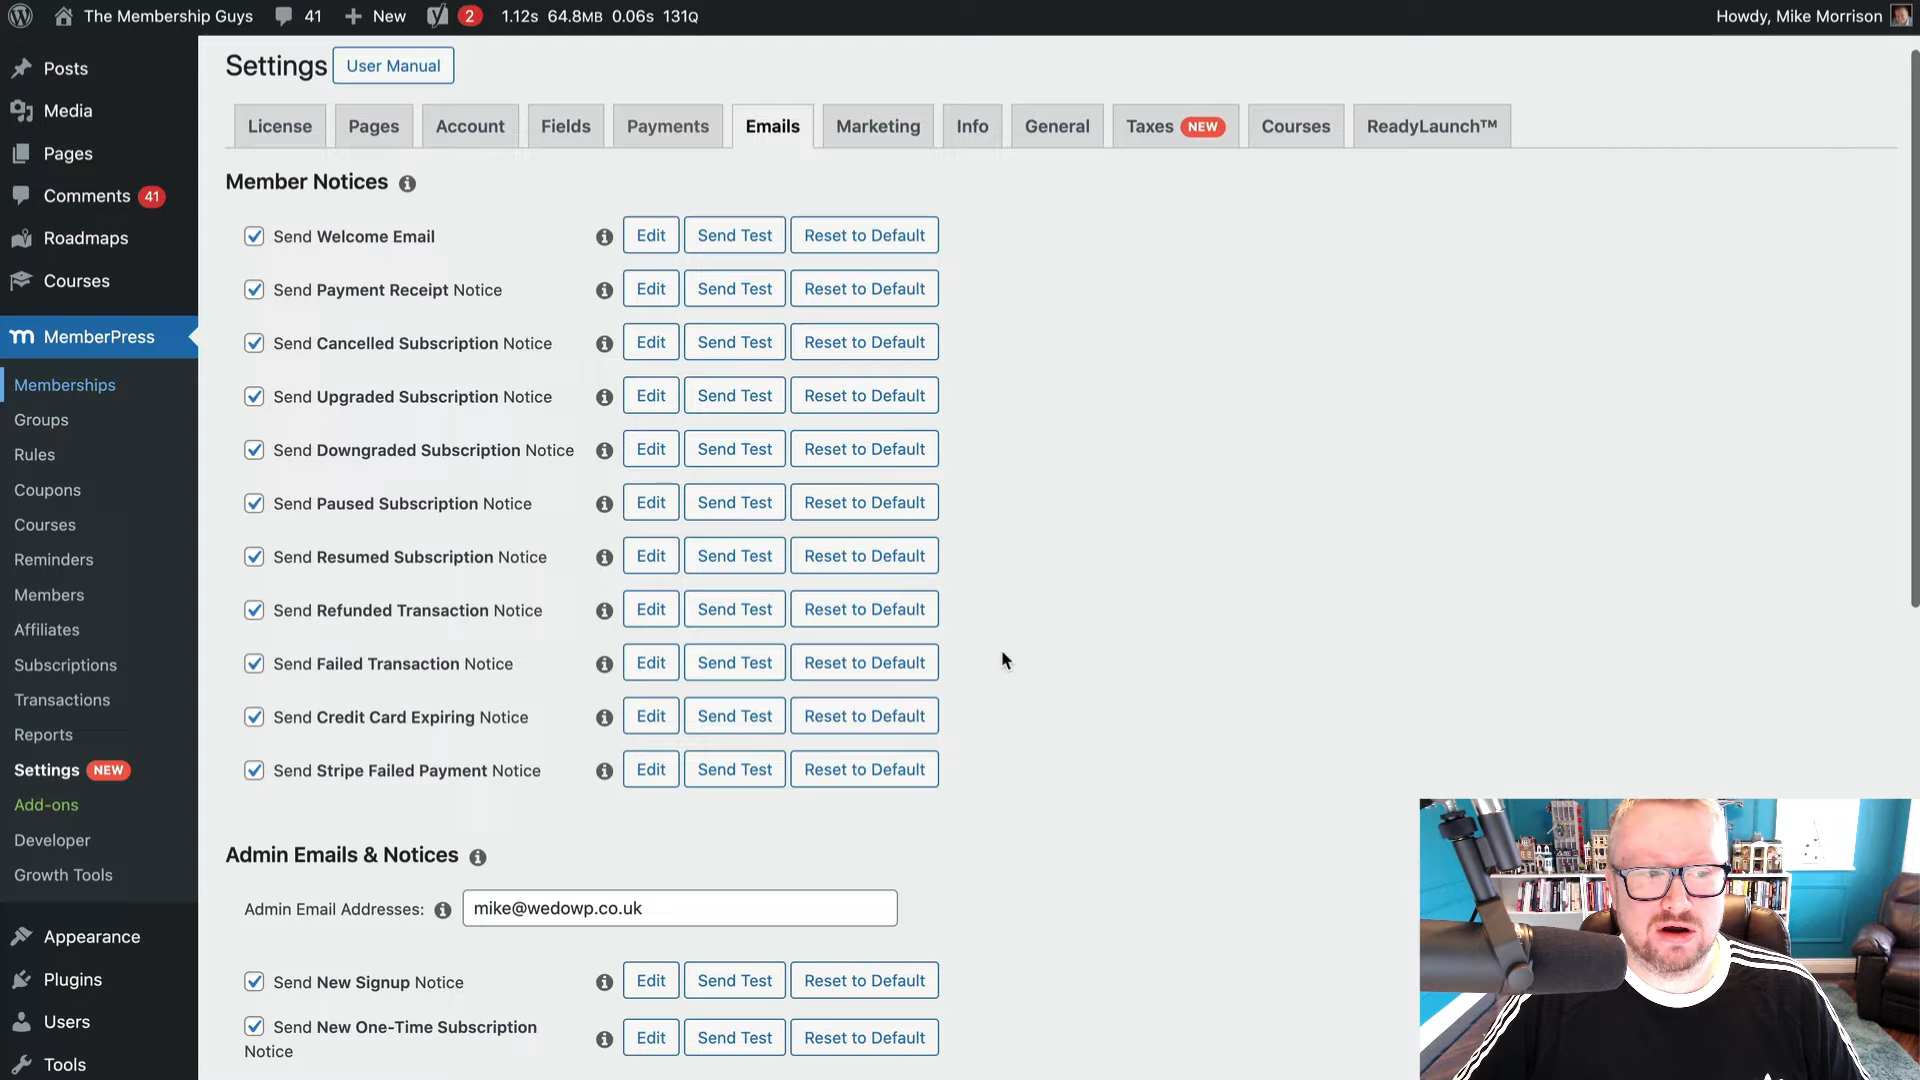 The Membership Guys 41 New 2 1.12s 64.8MB 0.06s 131Q Howdy, Mike Morrison
Posts
Media
Pages
Comments 41
Roadmaps
Courses
MemberPress
Memberships
Groups
Rules
Coupons
Courses
Reminders
Members
Affiliates
Subscriptions
Transactions
Reports
Settings NEW
Add-ons
Developer
Growth Tools
Appearance
Plugins
Users
Tools
Settings User Manual
License Pages Account Fields Payments Emails Marketing Info General Taxes NEW Courses ReadyLaunch™
Member Notices
Send Welcome Email Edit Send Test Reset to Default
Send Payment Receipt Notice Edit Send Test Reset to Default
Send Cancelled Subscription Notice Edit Send Test Reset to Default
Send Upgraded Subscription Notice Edit Send Test Reset to Default
Send Downgraded Subscription Notice Edit Send Test Reset to Default
Send Paused Subscription Notice Edit Send Test Reset to Default
Send Resumed Subscription Notice Edit Send Test Reset to Default
Send Refunded Transaction Notice Edit Send Test Reset to Default
Send Failed Transaction Notice Edit Send Test Reset to Default
Send Credit Card Expiring Notice Edit Send Test Reset to Default
Send Stripe Failed Payment Notice Edit Send Test Reset to Default
Admin Emails & Notices
Admin Email Addresses: mike@wedowp.co.uk
Send New Signup Notice Edit Send Test Reset to Default
Send New One-Time Subscription
Notice Edit Send Test Reset to Default